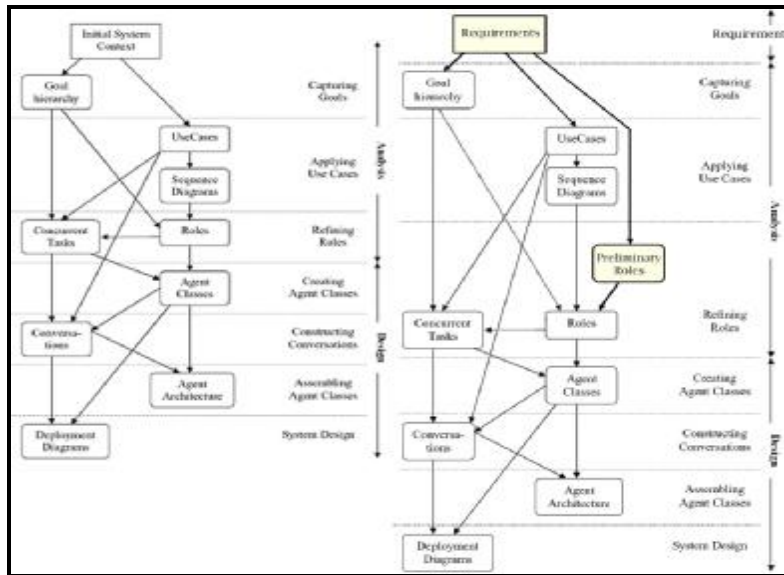 Initial System
Context
Goal
hierarchy
Capturing
Goals
UseCases
Sequence
Diagrams
Applying
Use Cases
Analysis
Concurrent
Tasks
Roles
Refining
Roles
Agent
Classes
Creating
Agent Classes
Conversa-
tions
Constructing
Conversations
Design
Agent
Architecture
Assembling
Agent Classes
Deployment
Diagrams
System Design
Requirements
Requirement
Goal
hierarchy
Capturing
Goals
UseCases
Sequence
Diagrams
Applying
Use Cases
Analysis
Preliminary
Roles
Concurrent
Tasks
Roles
Refining
Roles
Agent
Classes
Creating
Agent Classes
Conversa-
tions
Constructing
Conversations
Design
Agent
Architecture
Assembling
Agent Classes
Deployment
Diagrams
System Design